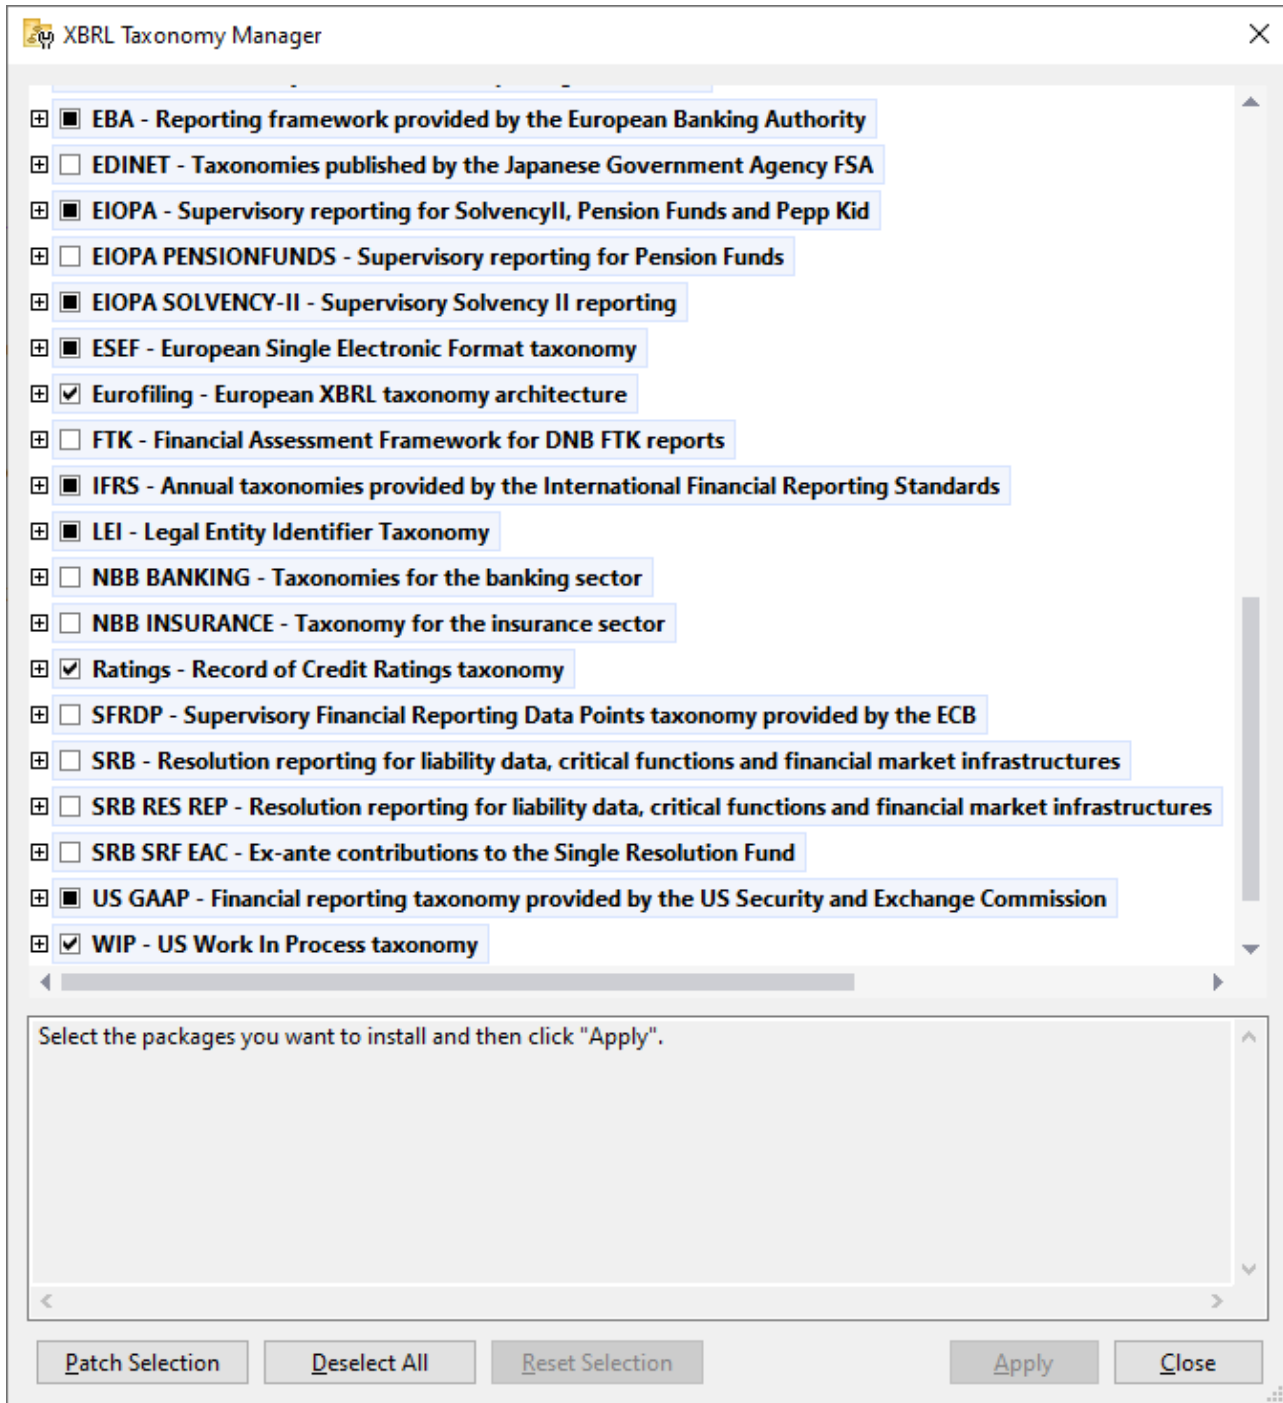 XBRL Taxonomy Manager
EBA - Reporting framework provided by the European Banking Authority
EDINET - Taxonomies published by the Japanese Government Agency FSA
EIOPA - Supervisory reporting for SolvencyII, Pension Funds and Pepp Kid
EIOPA PENSIONFUNDS - Supervisory reporting for Pension Funds
EIOPA SOLVENCY-II - Supervisory Solvency II reporting
ESEF - European Single Electronic Format taxonomy
Eurofiling - European XBRL taxonomy architecture
FTK - Financial Assessment Framework for DNB FTK reports
IFRS - Annual taxonomies provided by the International Financial Reporting Standards
LEI - Legal Entity Identifier Taxonomy
NBB BANKING - Taxonomies for the banking sector
NBB INSURANCE - Taxonomy for the insurance sector
Ratings - Record of Credit Ratings taxonomy
SFRDP - Supervisory Financial Reporting Data Points taxonomy provided by the ECB
SRB - Resolution reporting for liability data, critical functions and financial market infrastructures
SRB RES REP - Resolution reporting for liability data, critical functions and financial market infrastructures
SRB SRF EAC - Ex-ante contributions to the Single Resolution Fund
US GAAP - Financial reporting taxonomy provided by the US Security and Exchange Commission
WIP - US Work In Process taxonomy
Select the packages you want to install and then click "Apply".
Patch Selection Deselect All Reset Selection Apply Close